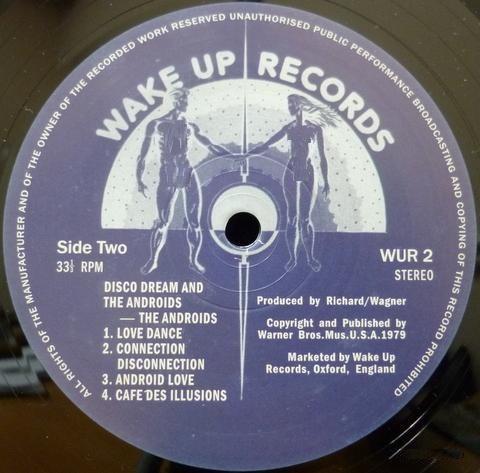 ALL RIGHTS OF THE MANUFACTURER AND OF THE OWNER OF THE RECORDED WORK RESERVED UNAUTHORISED PUBLIC PERFORMANCE BROADCASTING AND COPYING OF THIS RECORD PROHIBITED
WAKE UP RECORDS
Side Two
33⅓ RPM
WUR 2
STEREO
DISCO DREAM AND
THE ANDROIDS
— THE ANDROIDS
1. LOVE DANCE
2. CONNECTION
DISCONNECTION
3. ANDROID LOVE
4. CAFE'DES ILLUSIONS
Produced by Richard/Wagner
Copyright and Published by
Warner Bros.Mus.U.S.A.1979
Marketed by Wake Up
Records, Oxford, England